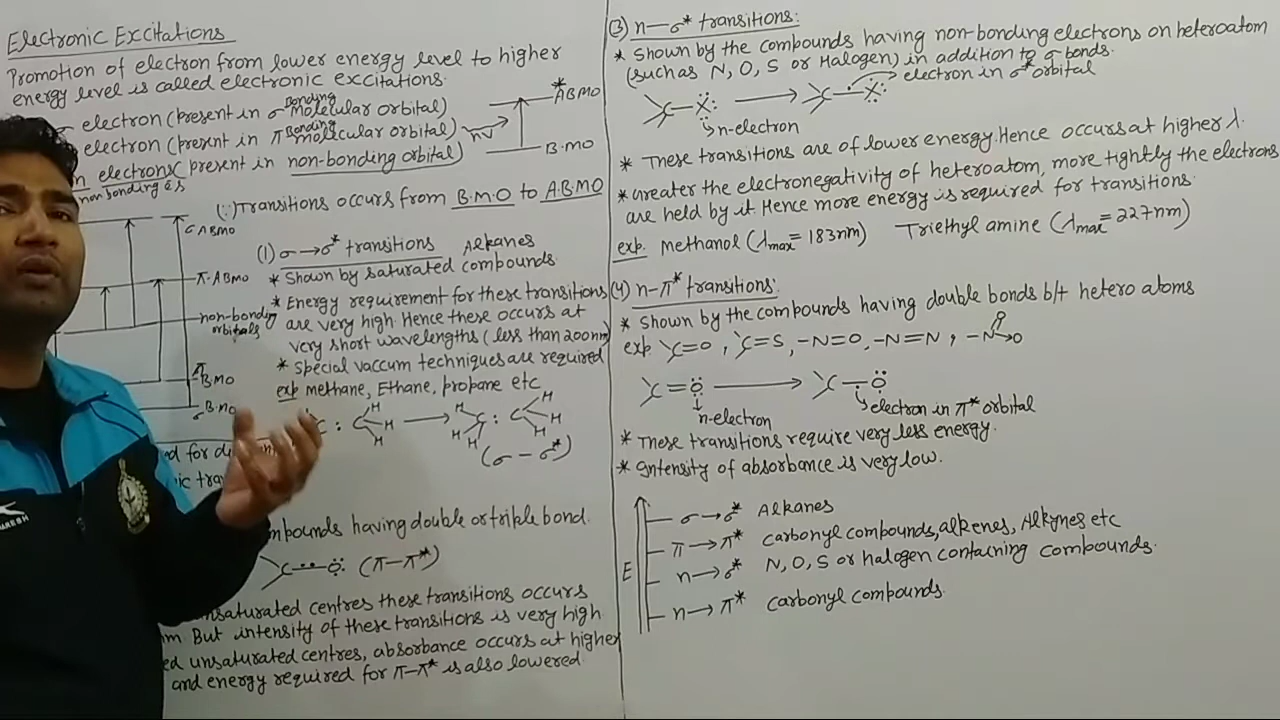 Electronic Excitations
Promotion of electron from lower energy level to higher
energy level is called electronic excitations.
electron (present in σ Bonding molecular orbital)
electron (present in π Bonding molecular orbital)
n electrons (present in non-bonding orbital)
non bonding es
hν
*
ABMO
B.MO
(∵) Transitions occurs from B.M.O to A.B.M.O
σ ABMO
π-ABMO
non-bonding
orbitals
π-BMO
σ-B.MO
(1) σ→σ* transitions Alkanes
* Shown by saturated compounds
* Energy requirement for these transitions
are very high. Hence these occurs at
very short wavelengths (less than 200nm)
* Special vaccum techniques are required
exp methane, Ethane, propane etc
C : C H H H → H H C : C H H H
(σ – σ*)
compounds having double or triple bond.
C=O (π–π*)
unsaturated centres these transitions occurs
But intensity of these transitions is very high
unsaturated centres, absorbance occurs at higher
and energy required for π–π* is also lowered
(3) n–σ* transitions:
* Shown by the compounds having non-bonding electrons on heteroatom
(such as N, O, S or Halogen) in addition to σ bonds.
electron in σ* orbital
C–X: → C–X:
n-electron
* These transitions are of lower energy. Hence occurs at higher λ.
* Greater the electronegativity of heteroatom, more tightly the electrons
are held by it. Hence more energy is required for transitions.
exp. Methanol (λmax = 183nm) Triethyl amine (λmax = 227nm)
(4) n-π* transitions:
* Shown by the compounds having double bonds b/t hetero atoms
exp C=O, C=S, -N=O, -N=N, -N O O
C=O → C–O
n-electron
electron in π* orbital
* These transitions require very less energy.
* Intensity of absorbance is very low.
E
σ→σ* Alkanes
π→π* carbonyl compounds, alkenes, Alkynes etc
n→σ* N, O, S or halogen containing compounds.
n→π* carbonyl compounds.